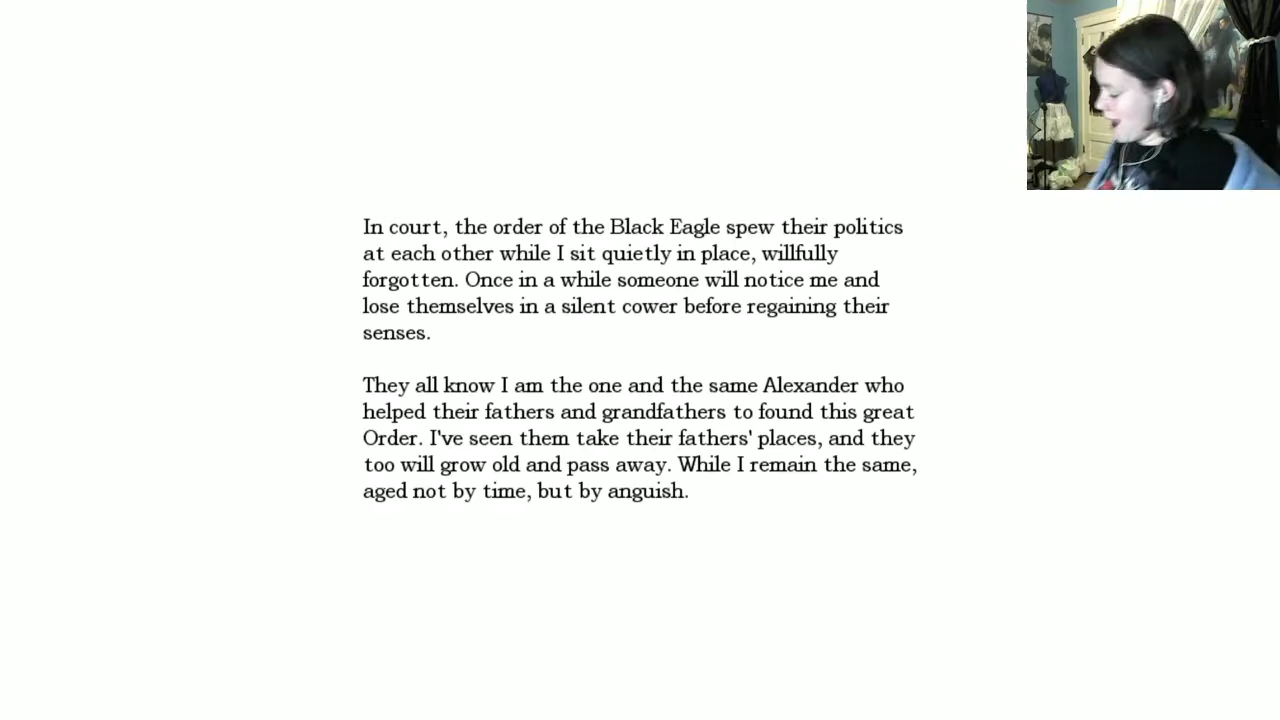 In court, the order of the Black Eagle spew their politics
at each other while I sit quietly in place, willfully
forgotten. Once in a while someone will notice me and
lose themselves in a silent cower before regaining their
senses.
They all know I am the one and the same Alexander who
helped their fathers and grandfathers to found this great
Order. I've seen them take their fathers' places, and they
too will grow old and pass away. While I remain the same,
aged not by time, but by anguish.